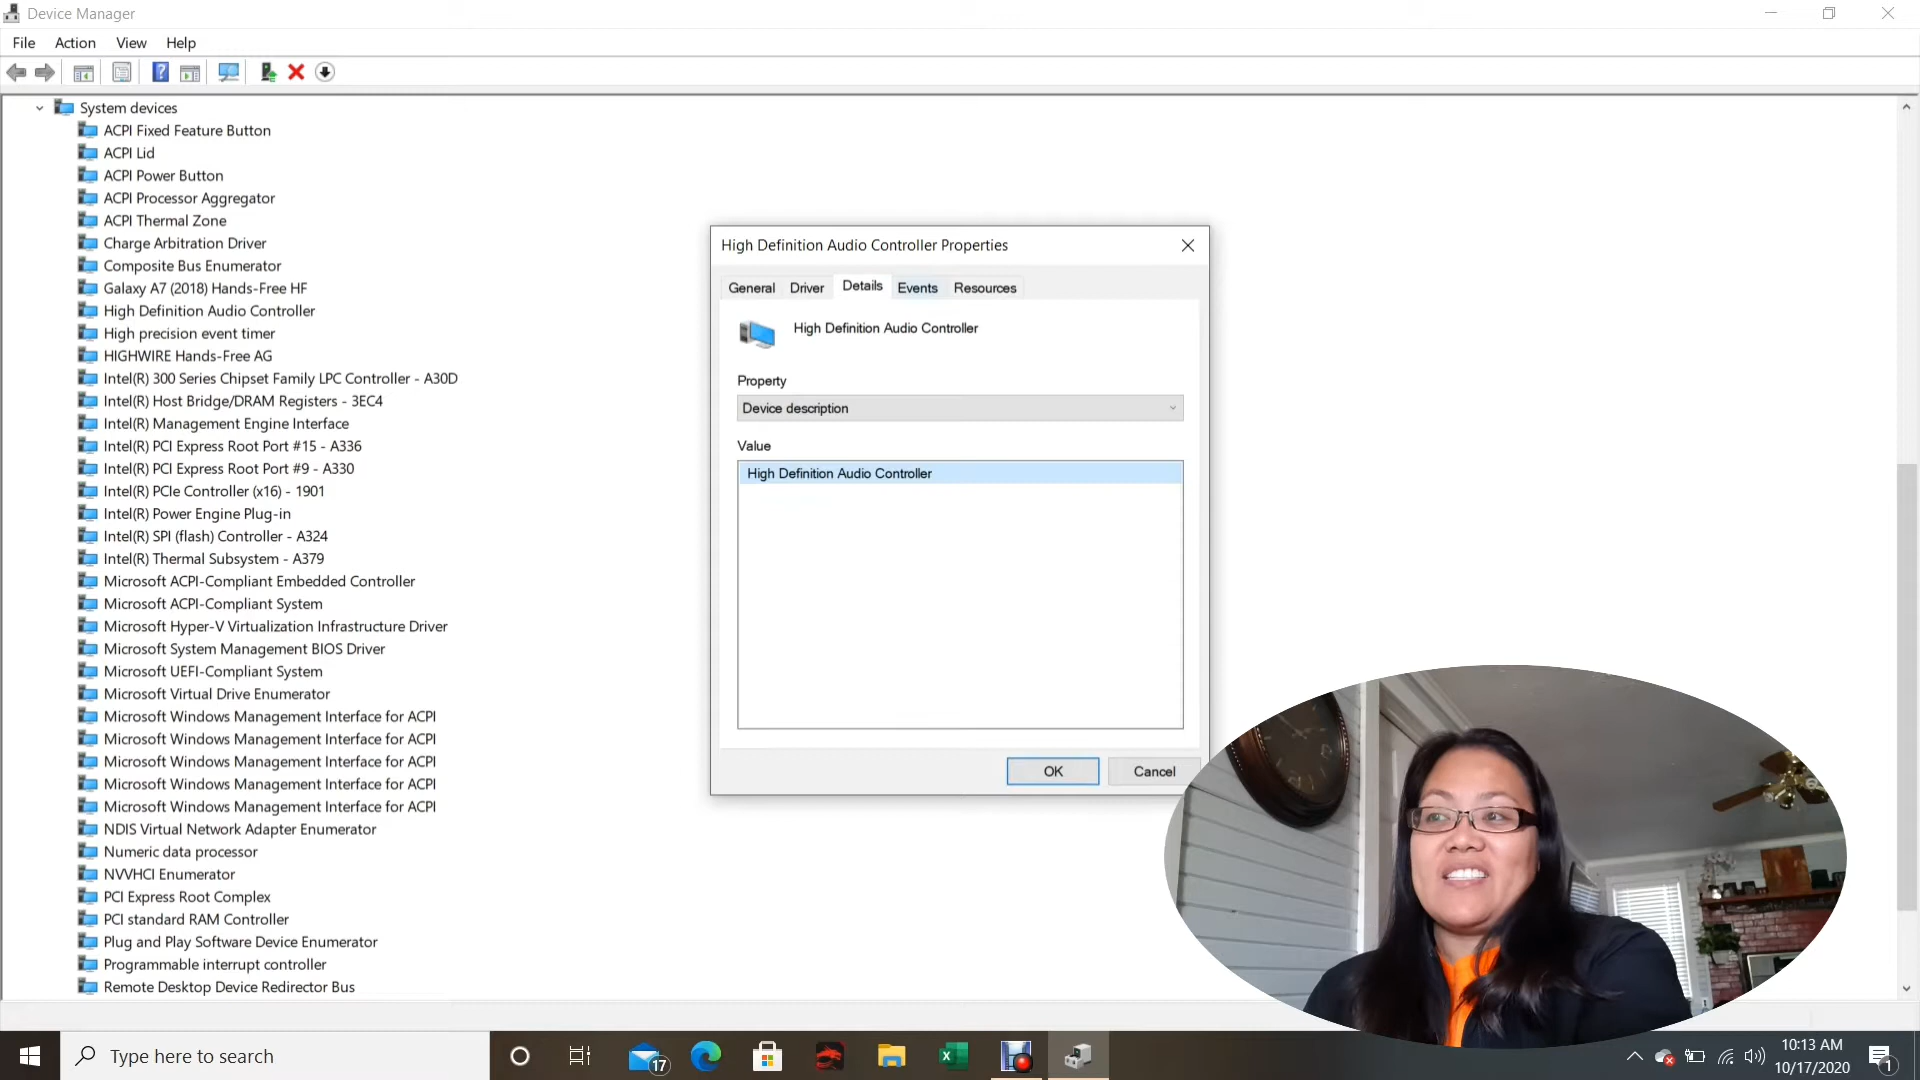 Device Manager
File Action View Help
System devices
ACPI Fixed Feature Button
ACPI Lid
ACPI Power Button
ACPI Processor Aggregator
ACPI Thermal Zone
Charge Arbitration Driver
Composite Bus Enumerator
Galaxy A7 (2018) Hands-Free HF
High Definition Audio Controller
High precision event timer
HIGHWIRE Hands-Free AG
Intel(R) 300 Series Chipset Family LPC Controller - A30D
Intel(R) Host Bridge/DRAM Registers - 3EC4
Intel(R) Management Engine Interface
Intel(R) PCI Express Root Port #15 - A336
Intel(R) PCI Express Root Port #9 - A330
Intel(R) PCIe Controller (x16) - 1901
Intel(R) Power Engine Plug-in
Intel(R) SPI (flash) Controller - A324
Intel(R) Thermal Subsystem - A379
Microsoft ACPI-Compliant Embedded Controller
Microsoft ACPI-Compliant System
Microsoft Hyper-V Virtualization Infrastructure Driver
Microsoft System Management BIOS Driver
Microsoft UEFI-Compliant System
Microsoft Virtual Drive Enumerator
Microsoft Windows Management Interface for ACPI
Microsoft Windows Management Interface for ACPI
Microsoft Windows Management Interface for ACPI
Microsoft Windows Management Interface for ACPI
Microsoft Windows Management Interface for ACPI
NDIS Virtual Network Adapter Enumerator
Numeric data processor
NVVHCI Enumerator
PCI Express Root Complex
PCI standard RAM Controller
Plug and Play Software Device Enumerator
Programmable interrupt controller
Remote Desktop Device Redirector Bus
High Definition Audio Controller Properties
General Driver Details Events Resources
High Definition Audio Controller
Property
Device description
Value
High Definition Audio Controller
OK Cancel
Type here to search
17
10:13 AM
10/17/2020
1